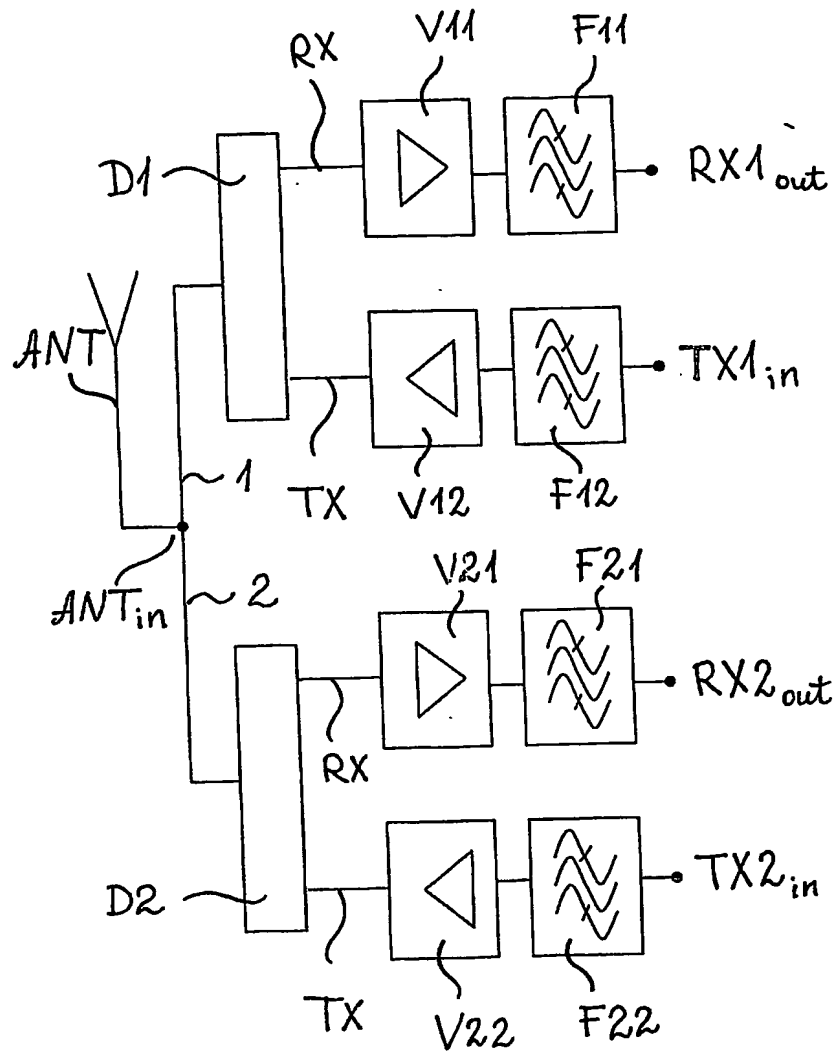 V11
F11
RX
RX1out
D1
ANT
TX1in
1
TX
V12
F12
ANTin
2
V21
F21
RX2out
RX
D2
TX2in
TX
V22
F22